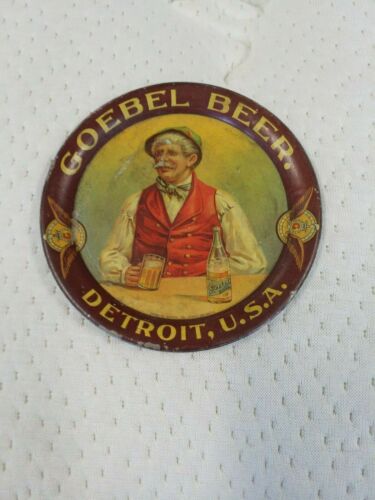 GOEBEL BEER.
DETROIT, U.S.A.